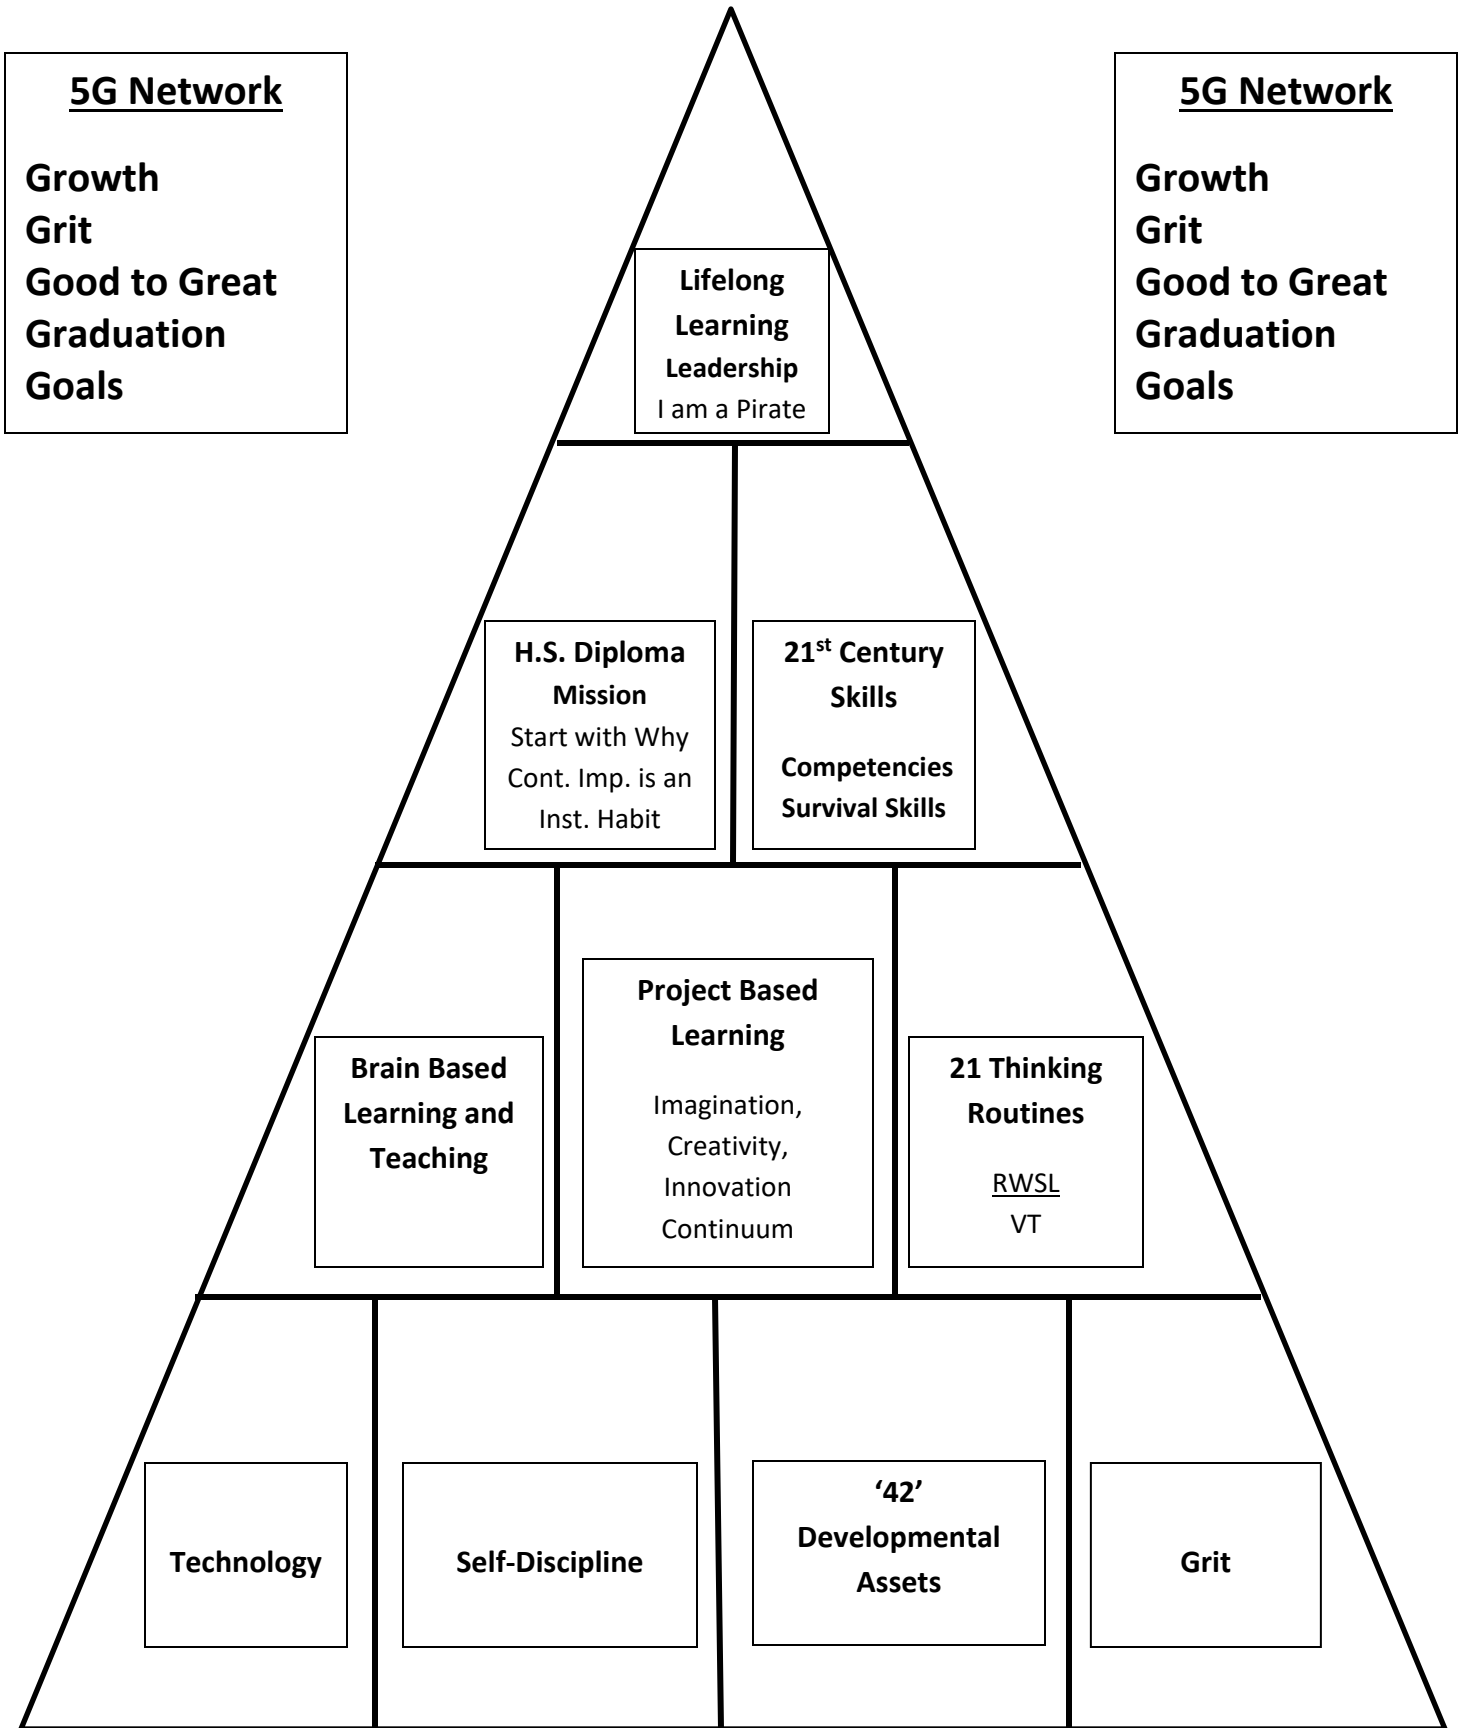 5G Network
Growth
Grit
Good to Great
Graduation
Goals
5G Network
Growth
Grit
Good to Great
Graduation
Goals
Lifelong
Learning
Leadership
I am a Pirate
H.S. Diploma
Mission
Start with Why
Cont. Imp. is an
Inst. Habit
21st Century
Skills
Competencies
Survival Skills
Brain Based
Learning and
Teaching
Project Based
Learning
Imagination,
Creativity,
Innovation
Continuum
21 Thinking
Routines
RWSL
VT
Technology
Self-Discipline
‘42’
Developmental
Assets
Grit